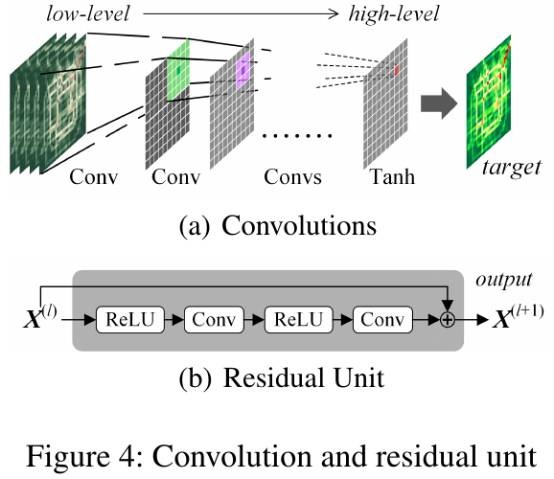 low-level high-level
Conv Conv Convs Tanh target
(a) Convolutions
output
X(l) ReLU Conv ReLU Conv + X(l+1)
(b) Residual Unit
Figure 4: Convolution and residual unit